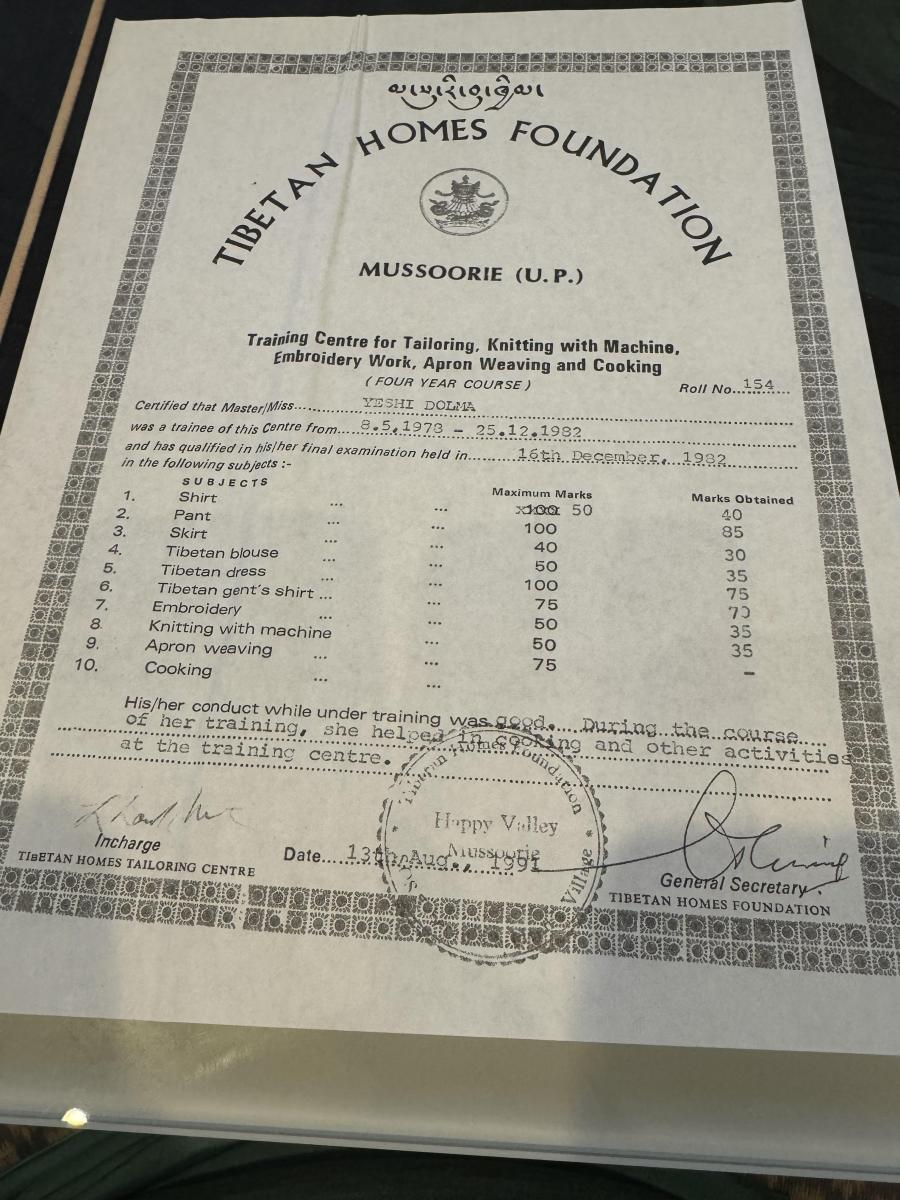 TIBETAN HOMES FOUNDATION
MUSSOORIE (U.P.)
Training Centre for Tailoring, Knitting with Machine,
Embroidery Work, Apron Weaving and Cooking
(FOUR YEAR COURSE)
Roll No..154....
Certified that Master/Miss.....YESHI DOLMA.....
was a trainee of this Centre from....8.5.1978 - 25.12.1982
and has qualified in his/her final examination held in.......16th December, 1982
in the following subjects :-
SUBJECTS Maximum Marks Marks Obtained
1. Shirt ... ... 50 40
2. Pant ... ... 100 85
3. Skirt ... ... 40 30
4. Tibetan blouse ... ... 50 35
5. Tibetan dress ... ... 100 75
6. Tibetan gent's shirt ... ... 75 70
7. Embroidery ... ... 50 35
8. Knitting with machine ... 50 35
9. Apron weaving ... ... 75 -
10. Cooking ... ...
His/her conduct while under training was good. During the course
of her training, she helped in cooking and other activities
at the training centre.
Tibetan Homes Foundation
Happy Valley
Mussoorie
Village
Incharge
TIBETAN HOMES TAILORING CENTRE
Date....13th Aug., 1991
General Secretary.
TIBETAN HOMES FOUNDATION